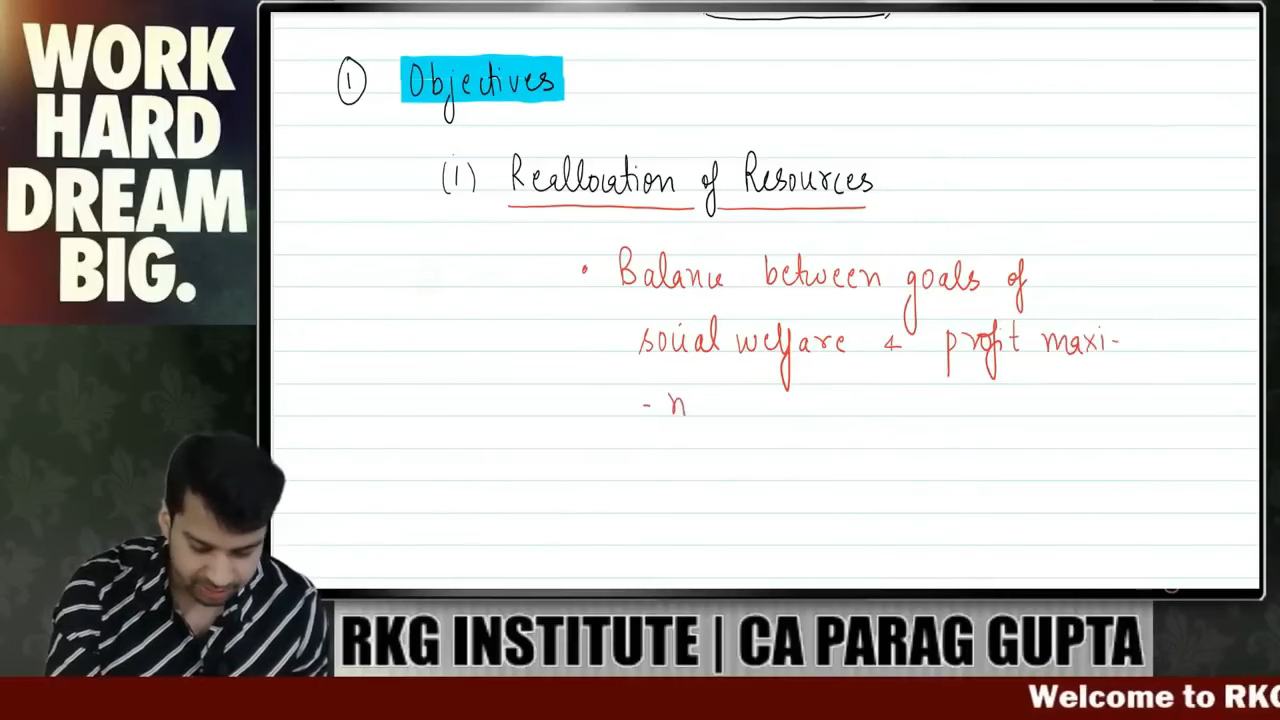 WORK
HARD
DREAM
BIG.
① Objectives
(i) Reallocation of Resources
• Balance between goals of
social welfare & profit maxi-
- n
RKG INSTITUTE | CA PARAG GUPTA
Welcome to RKG